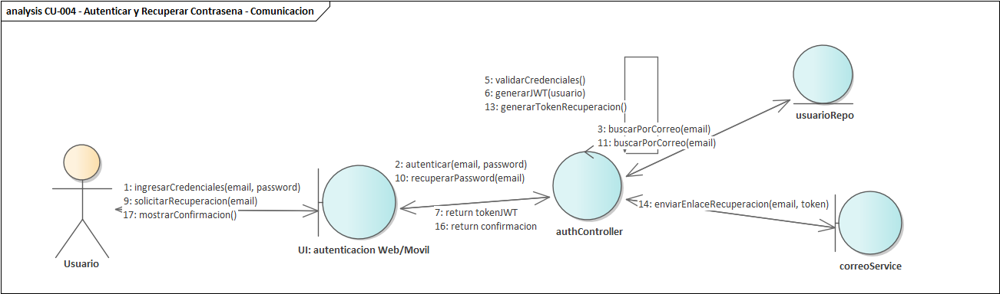 analysis CU-004 - Autenticar y Recuperar Contrasena - Comunicacion
5: validarCredenciales()
6: generarJWT(usuario)
13: generarTokenRecuperacion()
usuarioRepo
3: buscarPorCorreo(email)
11: buscarPorCorreo(email)
2: autenticar(email, password)
10: recuperarPassword(email)
1: ingresarCredenciales(email, password)
9: solicitarRecuperacion(email)
17: mostrarConfirmacion()
7: return tokenJWT
16: return confirmacion
14: enviarEnlaceRecuperacion(email, token)
authController
UI: autenticacion Web/Movil
Usuario
correoService